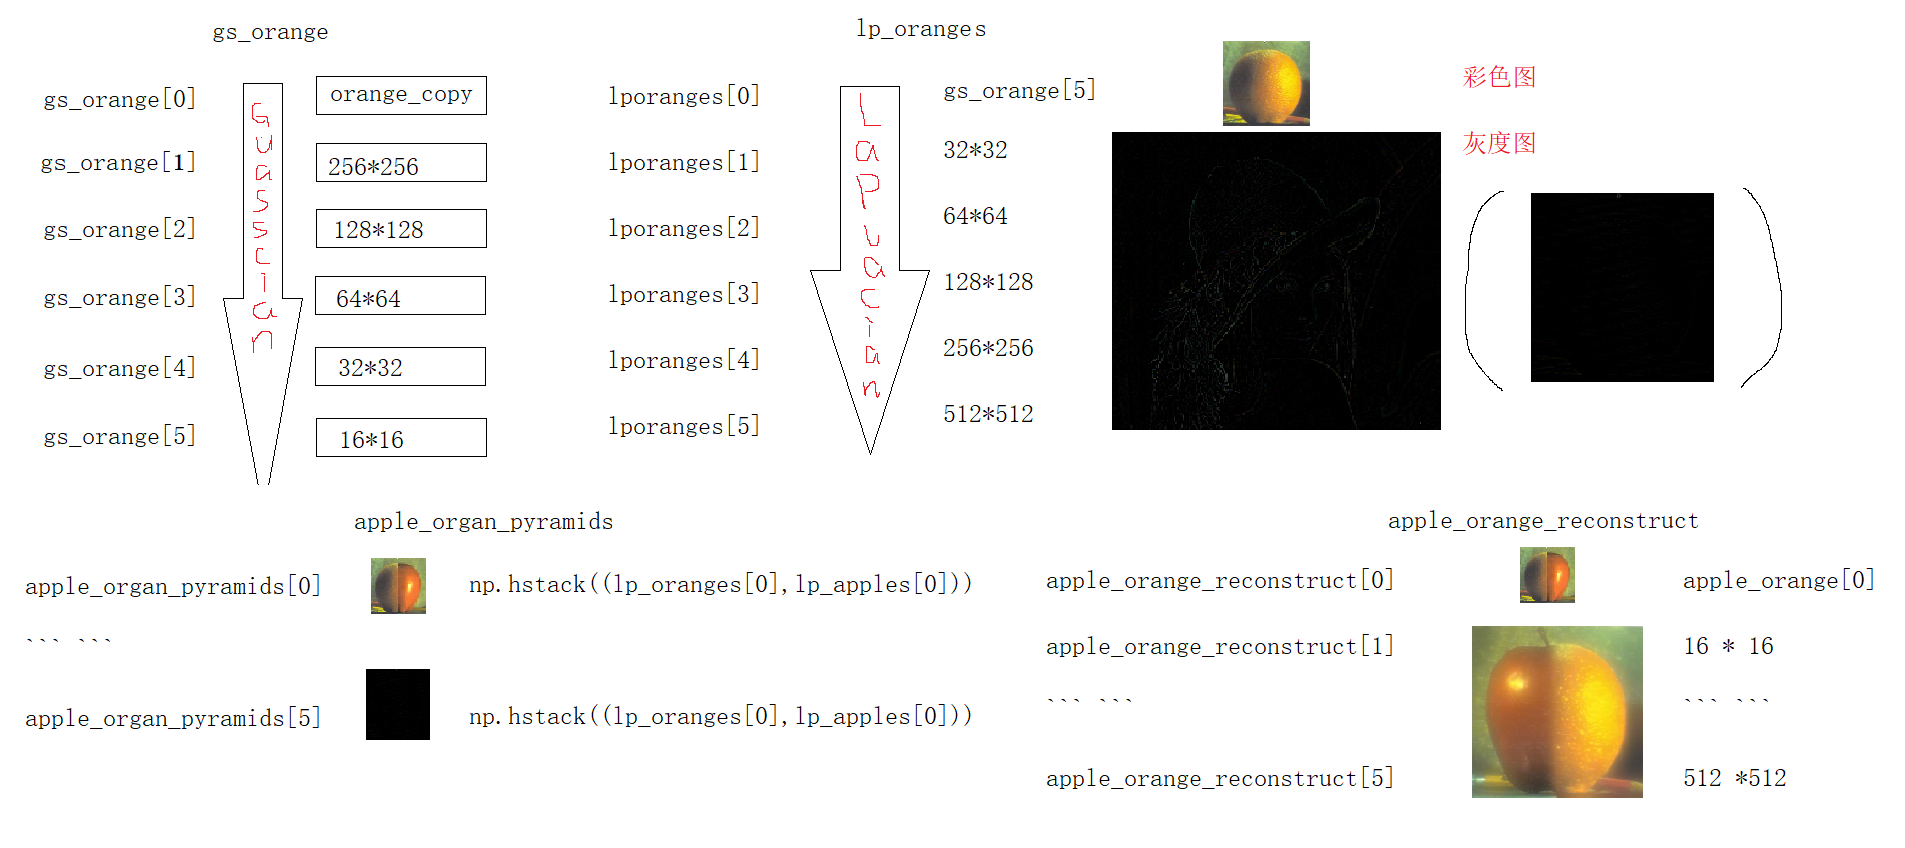 gs_orange
gs_orange[0]
orange_copy
gs_orange[1]
256*256
gs_orange[2]
128*128
gs_orange[3]
64*64
gs_orange[4]
32*32
gs_orange[5]
16*16
Guasscian
lp_oranges
lporanges[0]
gs_orange[5]
lporanges[1]
32*32
lporanges[2]
64*64
lporanges[3]
128*128
lporanges[4]
256*256
lporanges[5]
512*512
LaPuacian
彩色图
灰度图
apple_organ_pyramids
apple_organ_pyramids[0]
np.hstack((lp_oranges[0],lp_apples[0]))
``` ```
apple_organ_pyramids[5]
np.hstack((lp_oranges[0],lp_apples[0]))
apple_orange_reconstruct
apple_orange_reconstruct[0]
apple_orange[0]
apple_orange_reconstruct[1]
16 * 16
``` ```
``` ```
apple_orange_reconstruct[5]
512 *512